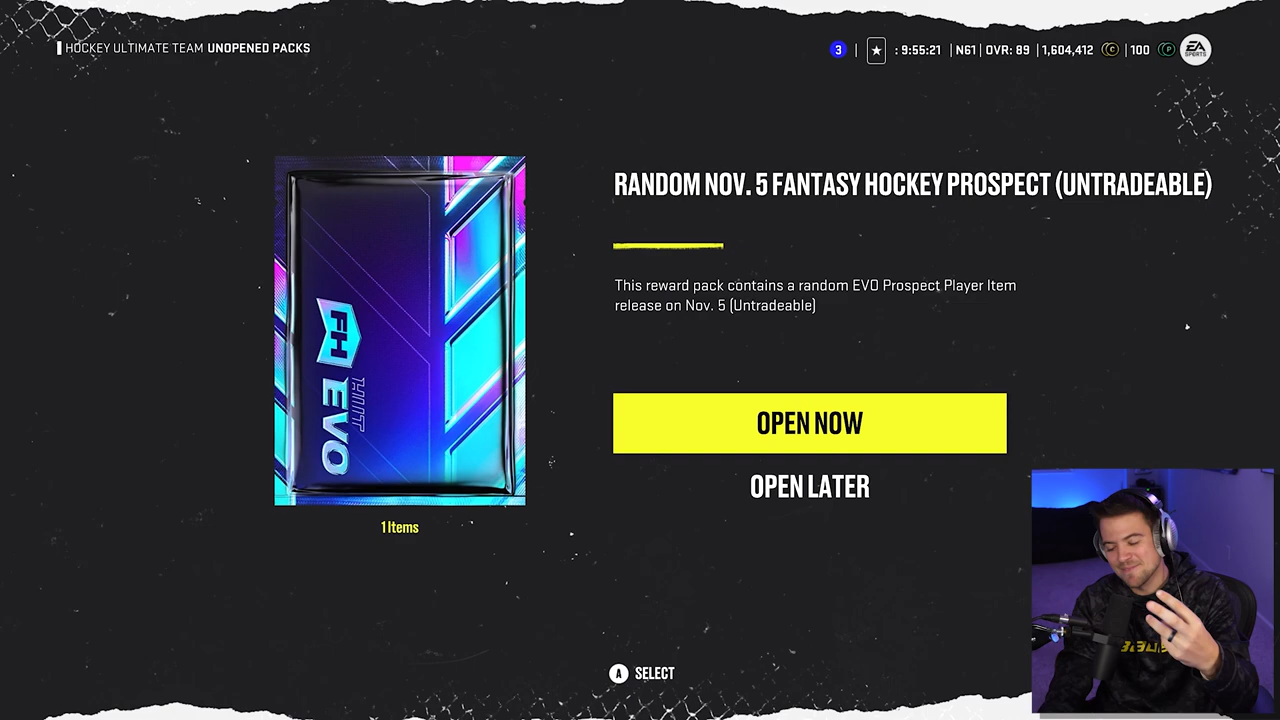 HOCKEY ULTIMATE TEAM UNOPENED PACKS
3 | ★ : 9:55:21 | N61 | OVR: 89 | 1,604,412 C | 100 P
EA
SPORTS
RANDOM NOV. 5 FANTASY HOCKEY PROSPECT (UNTRADEABLE)
This reward pack contains a random EVO Prospect Player Item
release on Nov. 5 (Untradeable)
FH
HUT
EVO
1 Items
OPEN NOW
OPEN LATER
A SELECT